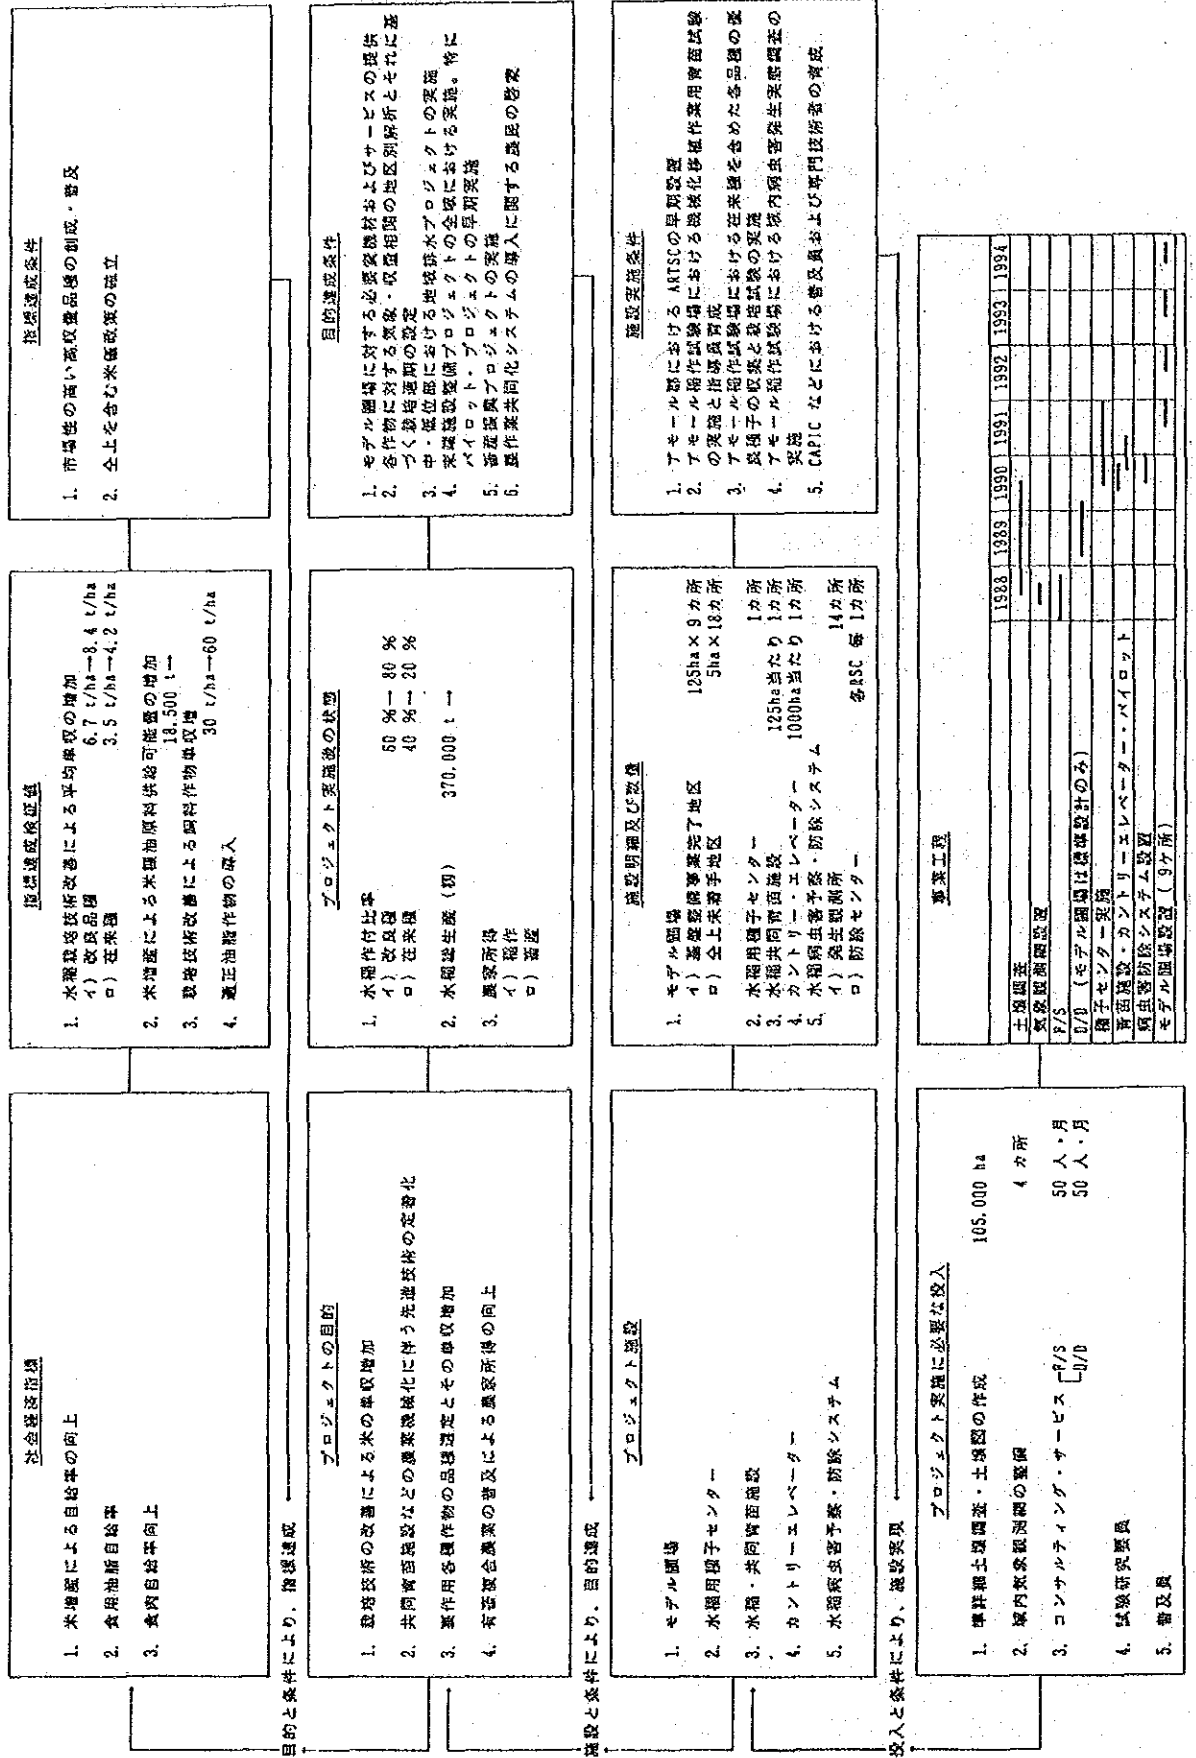 社会経済指標
1. 米増産による自給率の向上
2. 食用油脂自給率
3. 食肉自給率向上
指標達成検証値
1. 水稲栽培技術改善による平均単収の増加
イ) 改良品種 6.7 t/ha→8.4 t/ha
ロ) 在来種 3.5 t/ha→4.2 t/ha
2. 米増産による米糠油原料供給可能量の増加
18.500 t→
3. 栽培技術改善による飼料作物単収増
30 t/ha→60 t/ha
4. 適正油脂作物の導入
指標達成条件
1. 市場性の高い高収量品種の創成・普及
2. 仝上を含む米価政策の確立
目的と条件により、指標達成
プロジェクトの目的
1. 栽培技術の改善による米の単収増加
2. 共同育苗施設などの農業機械化に伴う先進技術の定着化
3. 裏作用各種作物の品種選定とその単収増加
4. 有畜複合農業の普及による農家所得の向上
プロジェクト実施後の状態
1. 水稲作付比率
イ) 改良種 60 %→ 80 %
ロ) 在来種 40 %→ 20 %
2. 水稲総生産 (籾) 370.000 t →
3. 農家所得
イ) 稲作
ロ) 畜産
目的達成条件
1. モデル圃場に対する必要資機材およびサービスの提供
2. 各作物に対する気象・収量相関の地区別解析とそれに基
づく栽培適期の設定
3. 中・低位部における地域排水プロジェクトの実施
4. 末端施設整備プロジェクトの全域における実施。特に
パイロット・プロジェクトの早期実施
5. 畜産振興プロジェクトの実施
6. 農作業共同化システムの導入に関する農民の啓蒙
施設と条件により、目的達成
プロジェクト施設
1. モデル圃場
2. 水稲用種子センター
3. 水稲・共同育苗施設
4. カントリーエレベーター
5. 水稲病虫害予察・防除システム
施設明細及び数値
1. モデル圃場
イ) 基盤整備事業完了地区 125ha× 9カ所
ロ) 仝上未着手地区 5ha×18カ所
2. 水稲用種子センター 1カ所
3. 水稲共同育苗施設 125ha当たり 1カ所
4. カントリー・エレベーター 1000ha当たり 1カ所
5. 水稲病虫害予察・防除システム
イ) 発生観測所 14カ所
ロ) 防除センター 各RSC 毎 1カ所
施設実施条件
1. アモール郡における ARTSCの早期設置
2. アモール稲作試験場における機械化移植作業用育苗試験
の実施と指導員育成
3. アモール稲作試験場における在来種を含めた各品種の優
良種子の収集と栽培試験の実施
4. アモール稲作試験場における域内病虫害発生実態調査の
実施
5. CAPIC などにおける普及員および専門技術者の育成
投入と条件により、施設実現
プロジェクト実施に必要な投入
1. 準詳細土壌調査・土壌図の作成 105.000 ha
2. 域内気象観測網の整備 4 カ所
3. コンサルティング・サービス F/S 50 人・月
D/D 50 人・月
4. 試験研究要員
5. 普及員
事業工程
1988 1989 1990 1991 1992 1993 1994
土壌調査
気象観測網設置
F/S
D/D (モデル圃場は標準設計のみ)
種子センター実施
育苗施設・カントリーエレベーター・パイロット
病虫害防除システム設置
モデル圃場設置 (9ケ所)